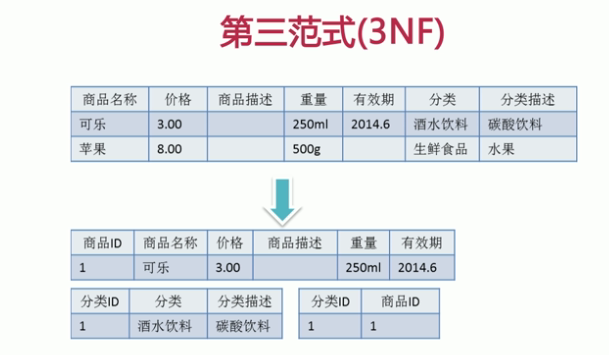 第三范式(3NF)
商品名称 价格 商品描述 重量 有效期 分类 分类描述
可乐 3.00 250ml 2014.6 酒水饮料 碳酸饮料
苹果 8.00 500g 生鲜食品 水果
商品ID 商品名称 价格 商品描述 重量 有效期
1 可乐 3.00 250ml 2014.6
分类ID 分类 分类描述 分类ID 商品ID
1 酒水饮料 碳酸饮料 1 1